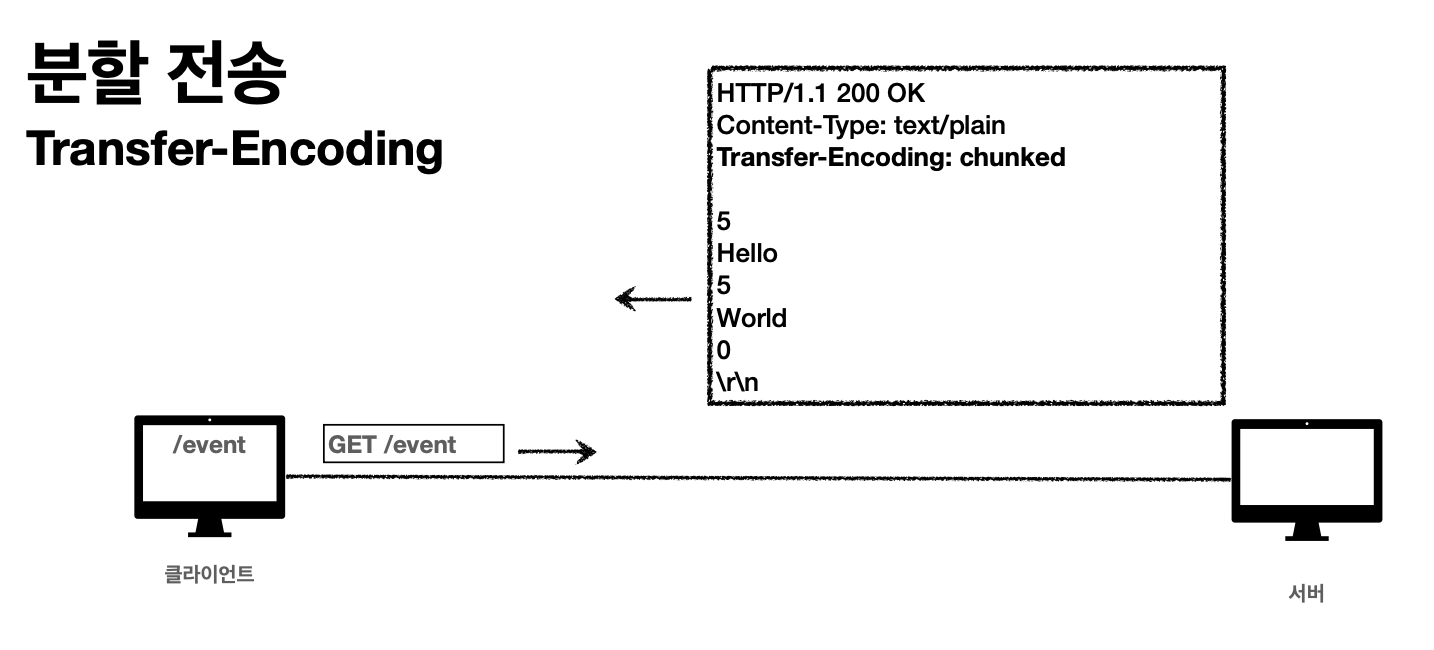 분할 전송
Transfer-Encoding
HTTP/1.1 200 OK
Content-Type: text/plain
Transfer-Encoding: chunked
5
Hello
5
World
0
\r\n
/event
GET /event
클라이언트
서버